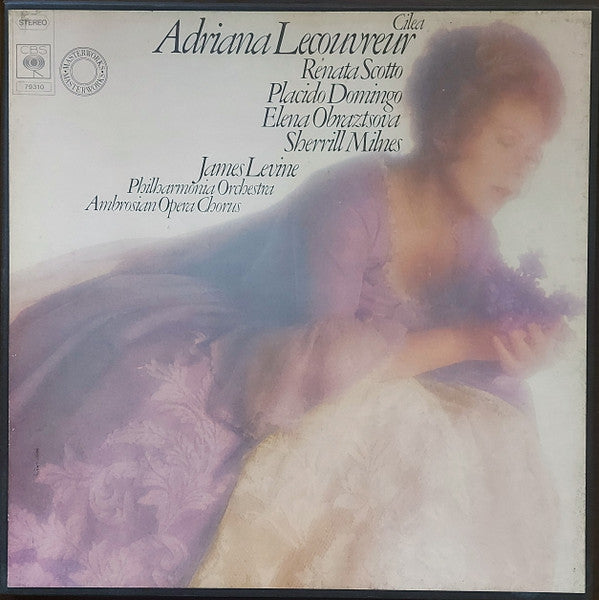 STEREO
CBS
79310
MASTERWORKS
MASTERWORKS
Cilea
Adriana Lecouvreur
Renata Scotto
Placido Domingo
Elena Obraztsova
Sherrill Milnes
James Levine
Philharmonia Orchestra
Ambrosian Opera Chorus